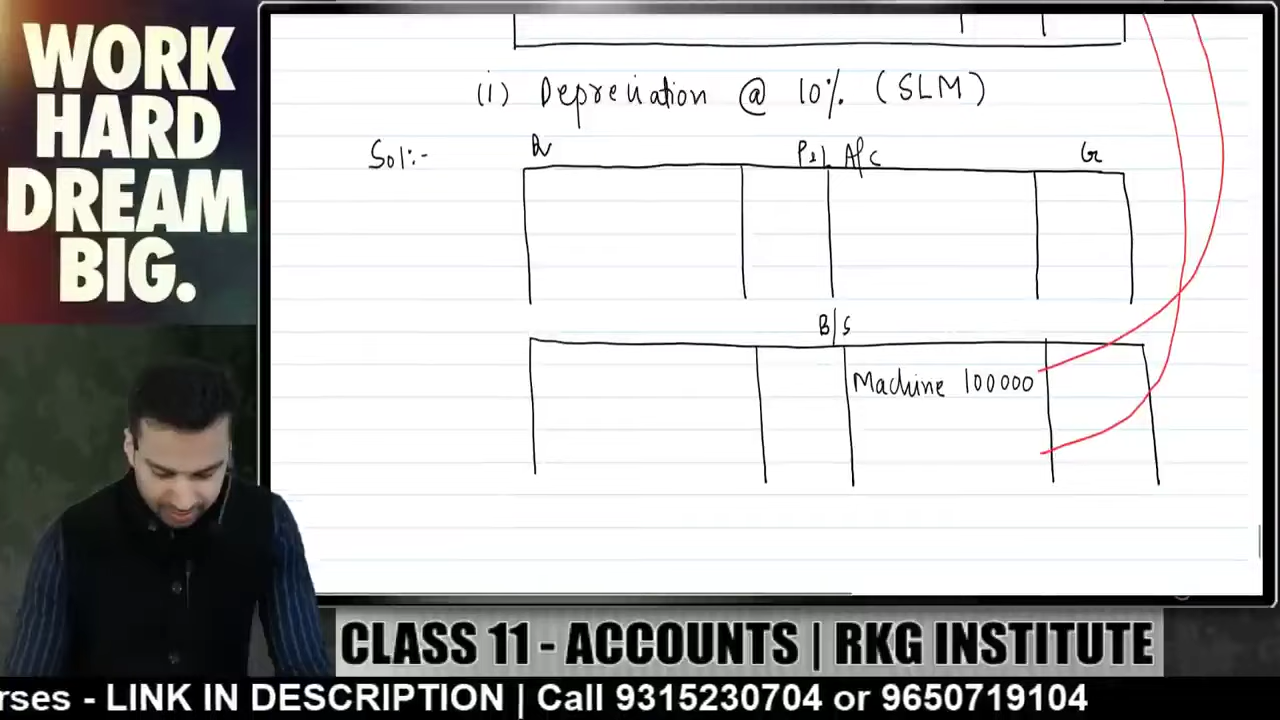 WORK
HARD
DREAM
BIG.
(i) Depreciation @ 10% (SLM)
Sol:-
Dr P&L A/c Cr
B/S
Machine 100000
CLASS 11 - ACCOUNTS | RKG INSTITUTE
rses - LINK IN DESCRIPTION | Call 9315230704 or 9650719104